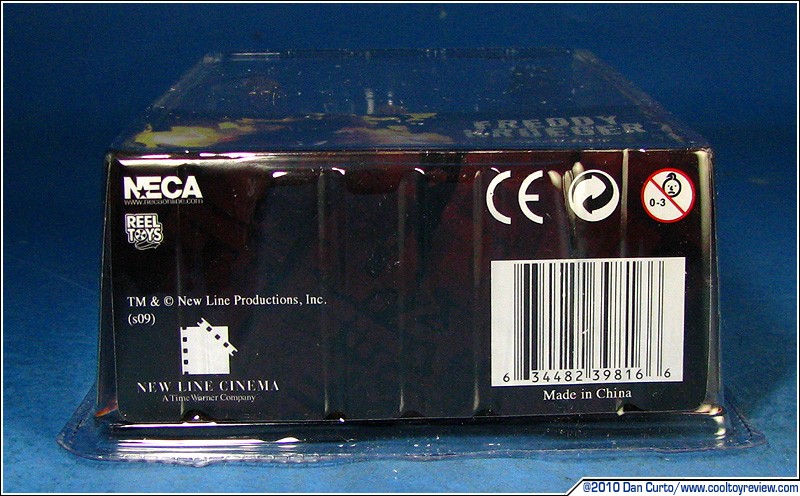 FREDDY
KRUEGER
NECA
www.necaonline.com
REEL
TOYS
CE
0-3
TM & © New Line Productions, Inc.
(s09)
NEW LINE CINEMA
A Time Warner Company
6 34482 39816 6
Made in China
©2010 Dan Curto/www.cooltoyreview.com